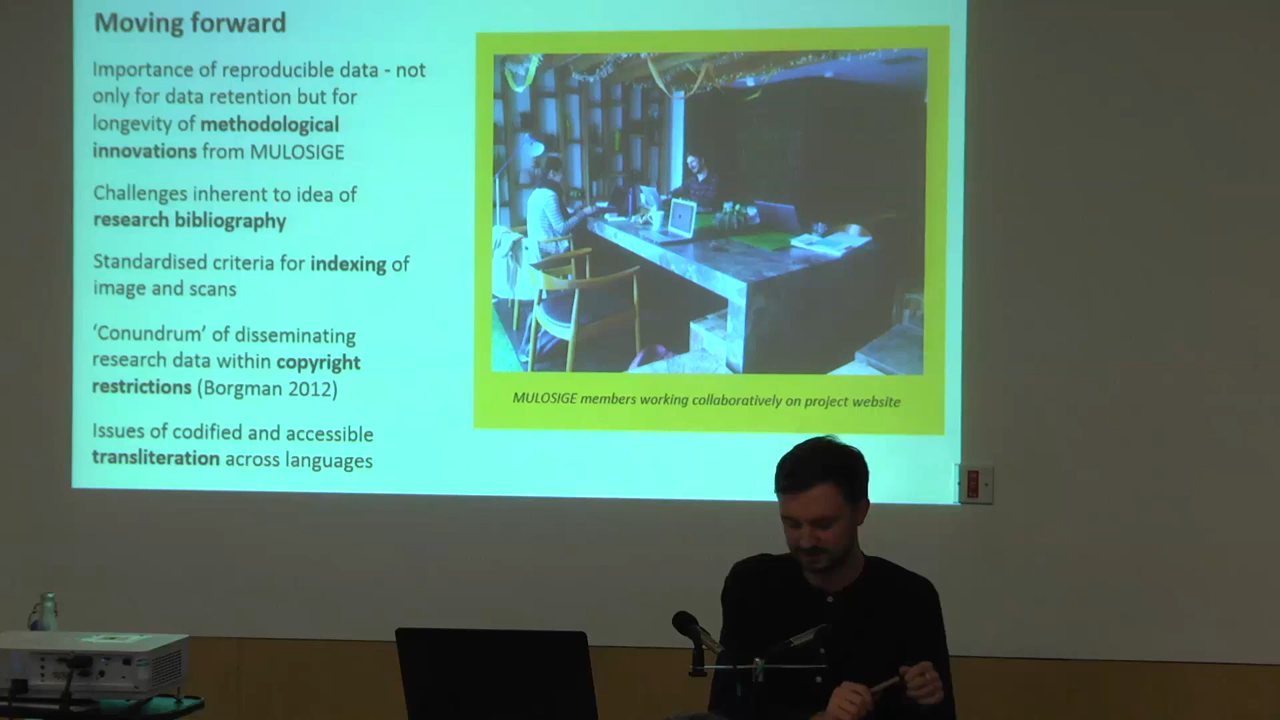 Moving forward
Importance of reproducible data - not
only for data retention but for
longevity of methodological
innovations from MULOSIGE
Challenges inherent to idea of
research bibliography
Standardised criteria for indexing of
image and scans
‘Conundrum’ of disseminating
research data within copyright
restrictions (Borgman 2012)
Issues of codified and accessible
transliteration across languages
MULOSIGE members working collaboratively on project website